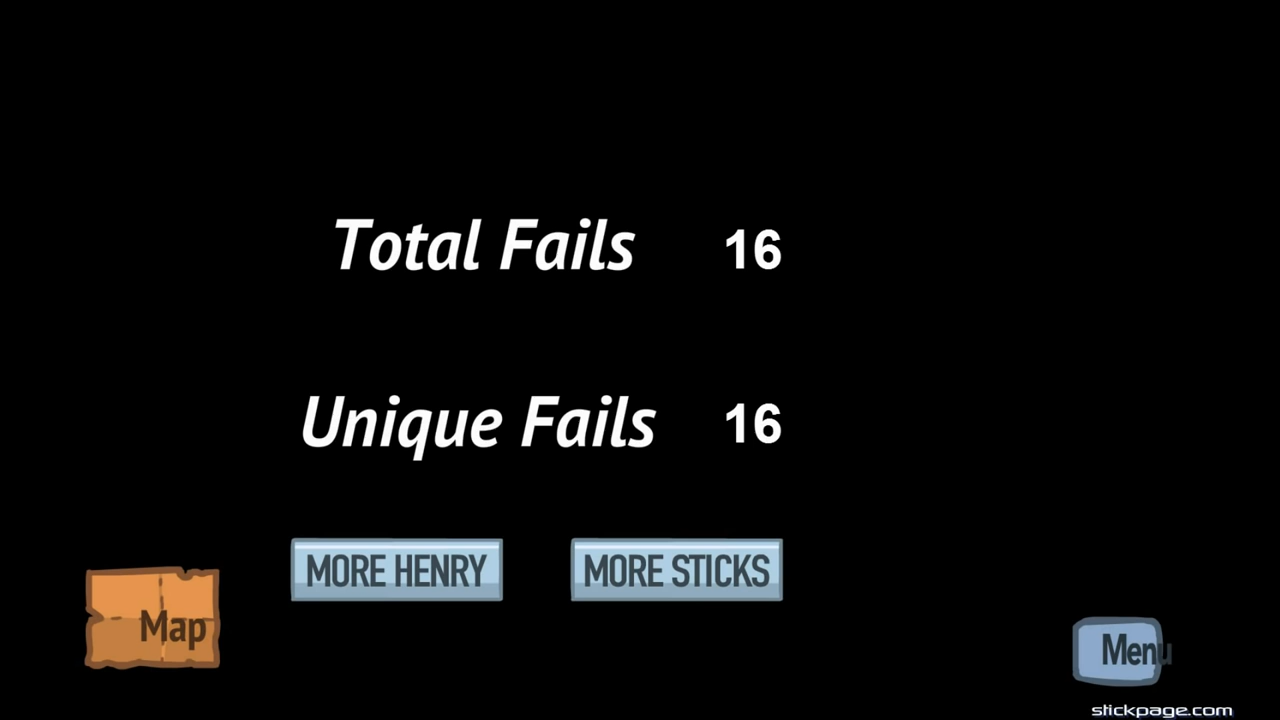 Total Fails 16
Unique Fails 16
MORE HENRY MORE STICKS
Map
Menu
stickpage.com